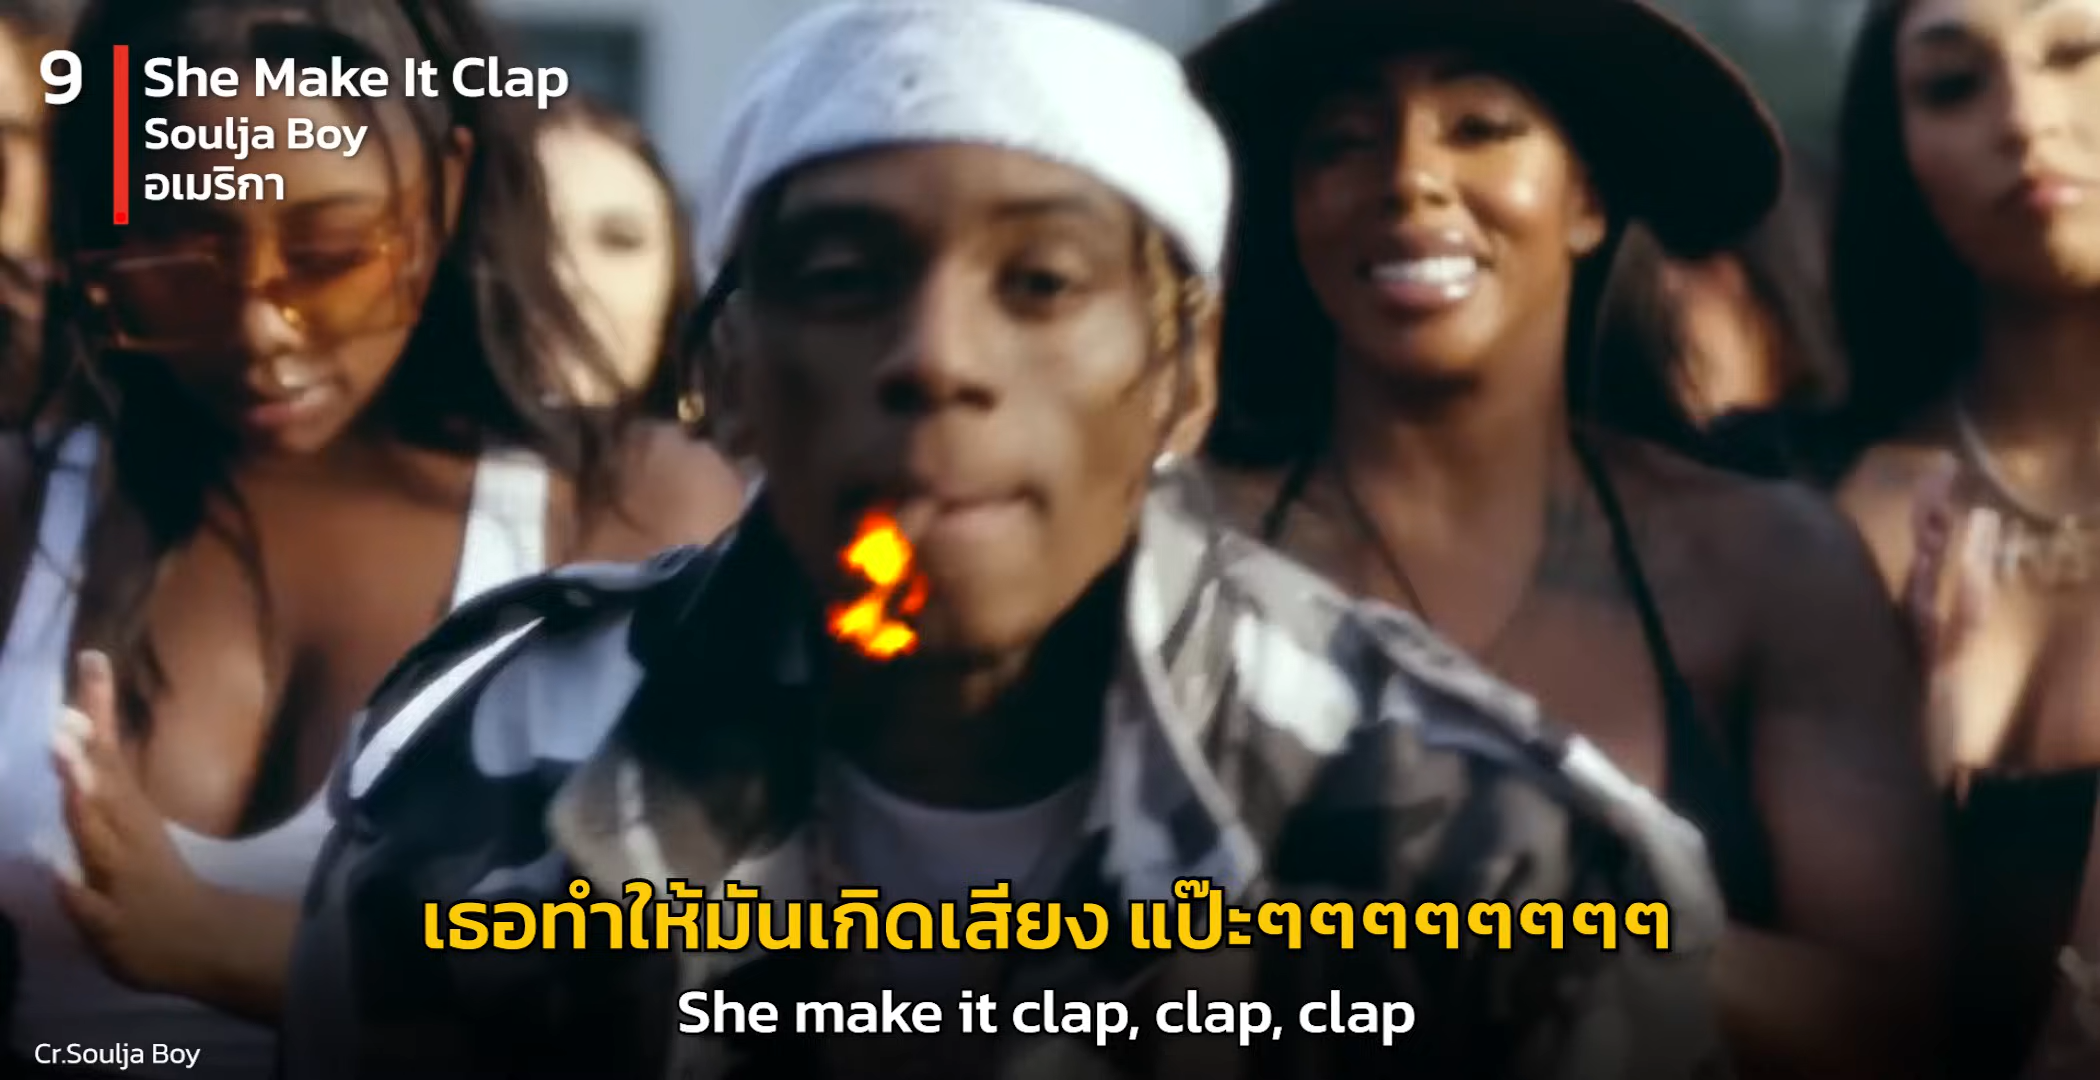 9
She Make It Clap
Soulja Boy
อเมริกา
เธอทำให้มันเกิดเสียง แป๊ะๆๆๆๆๆๆๆๆ
She make it clap, clap, clap
Cr.Soulja Boy